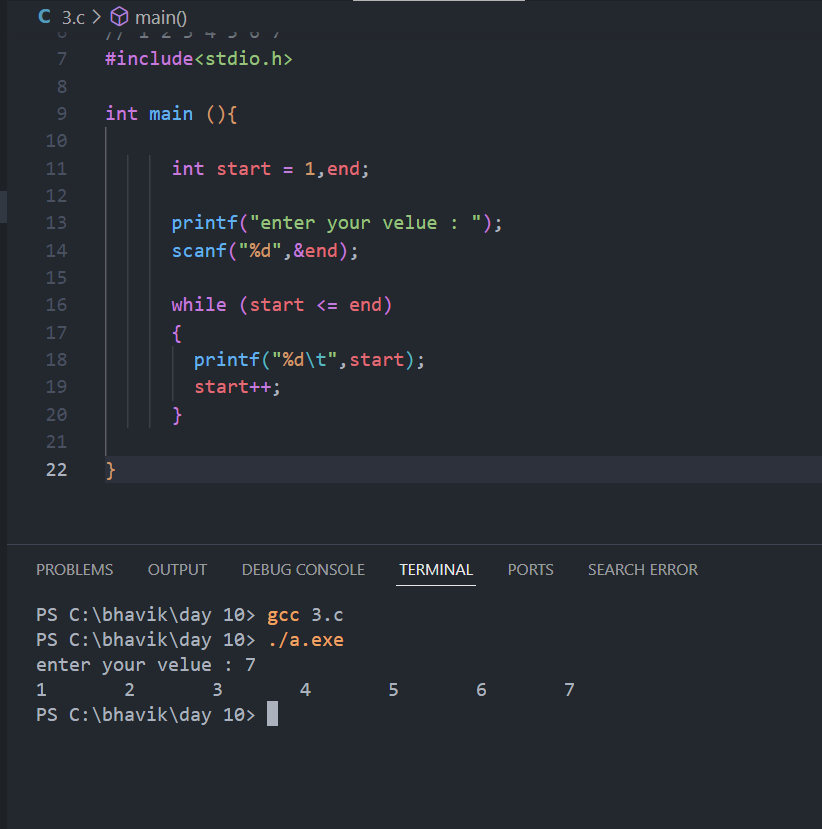 3.c > main()
6 // 1 2 3 4 5 6 7
7 #include<stdio.h>
8
9 int main (){
10
11 int start = 1,end;
12
13 printf("enter your velue : ");
14 scanf("%d",&end);
15
16 while (start <= end)
17 {
18 printf("%d\t",start);
19 start++;
20 }
21
22 }
PROBLEMS OUTPUT DEBUG CONSOLE TERMINAL PORTS SEARCH ERROR
PS C:\bhavik\day 10> gcc 3.c
PS C:\bhavik\day 10> ./a.exe
enter your velue : 7
1 2 3 4 5 6 7
PS C:\bhavik\day 10>